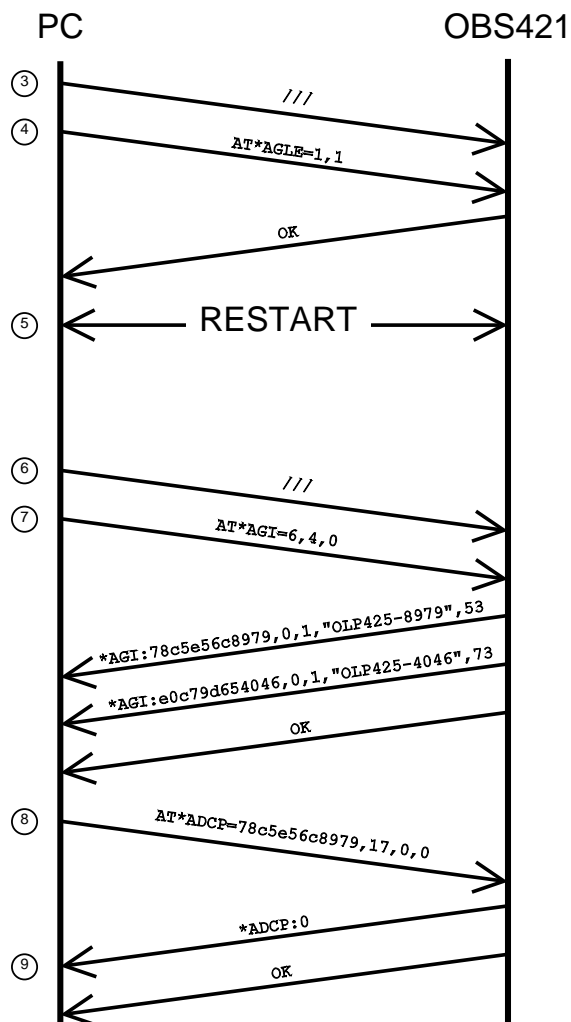 PC OBS421
3 ///
4 AT*AGLE=1,1
OK
5 RESTART
6 ///
7 AT*AGI=6,4,0
*AGI:78c5e56c8979,0,1,"OLP425-8979",53
*AGI:e0c79d654046,0,1,"OLP425-4046",73
OK
8 AT*ADCP=78c5e56c8979,17,0,0
*ADCP:0
9 OK